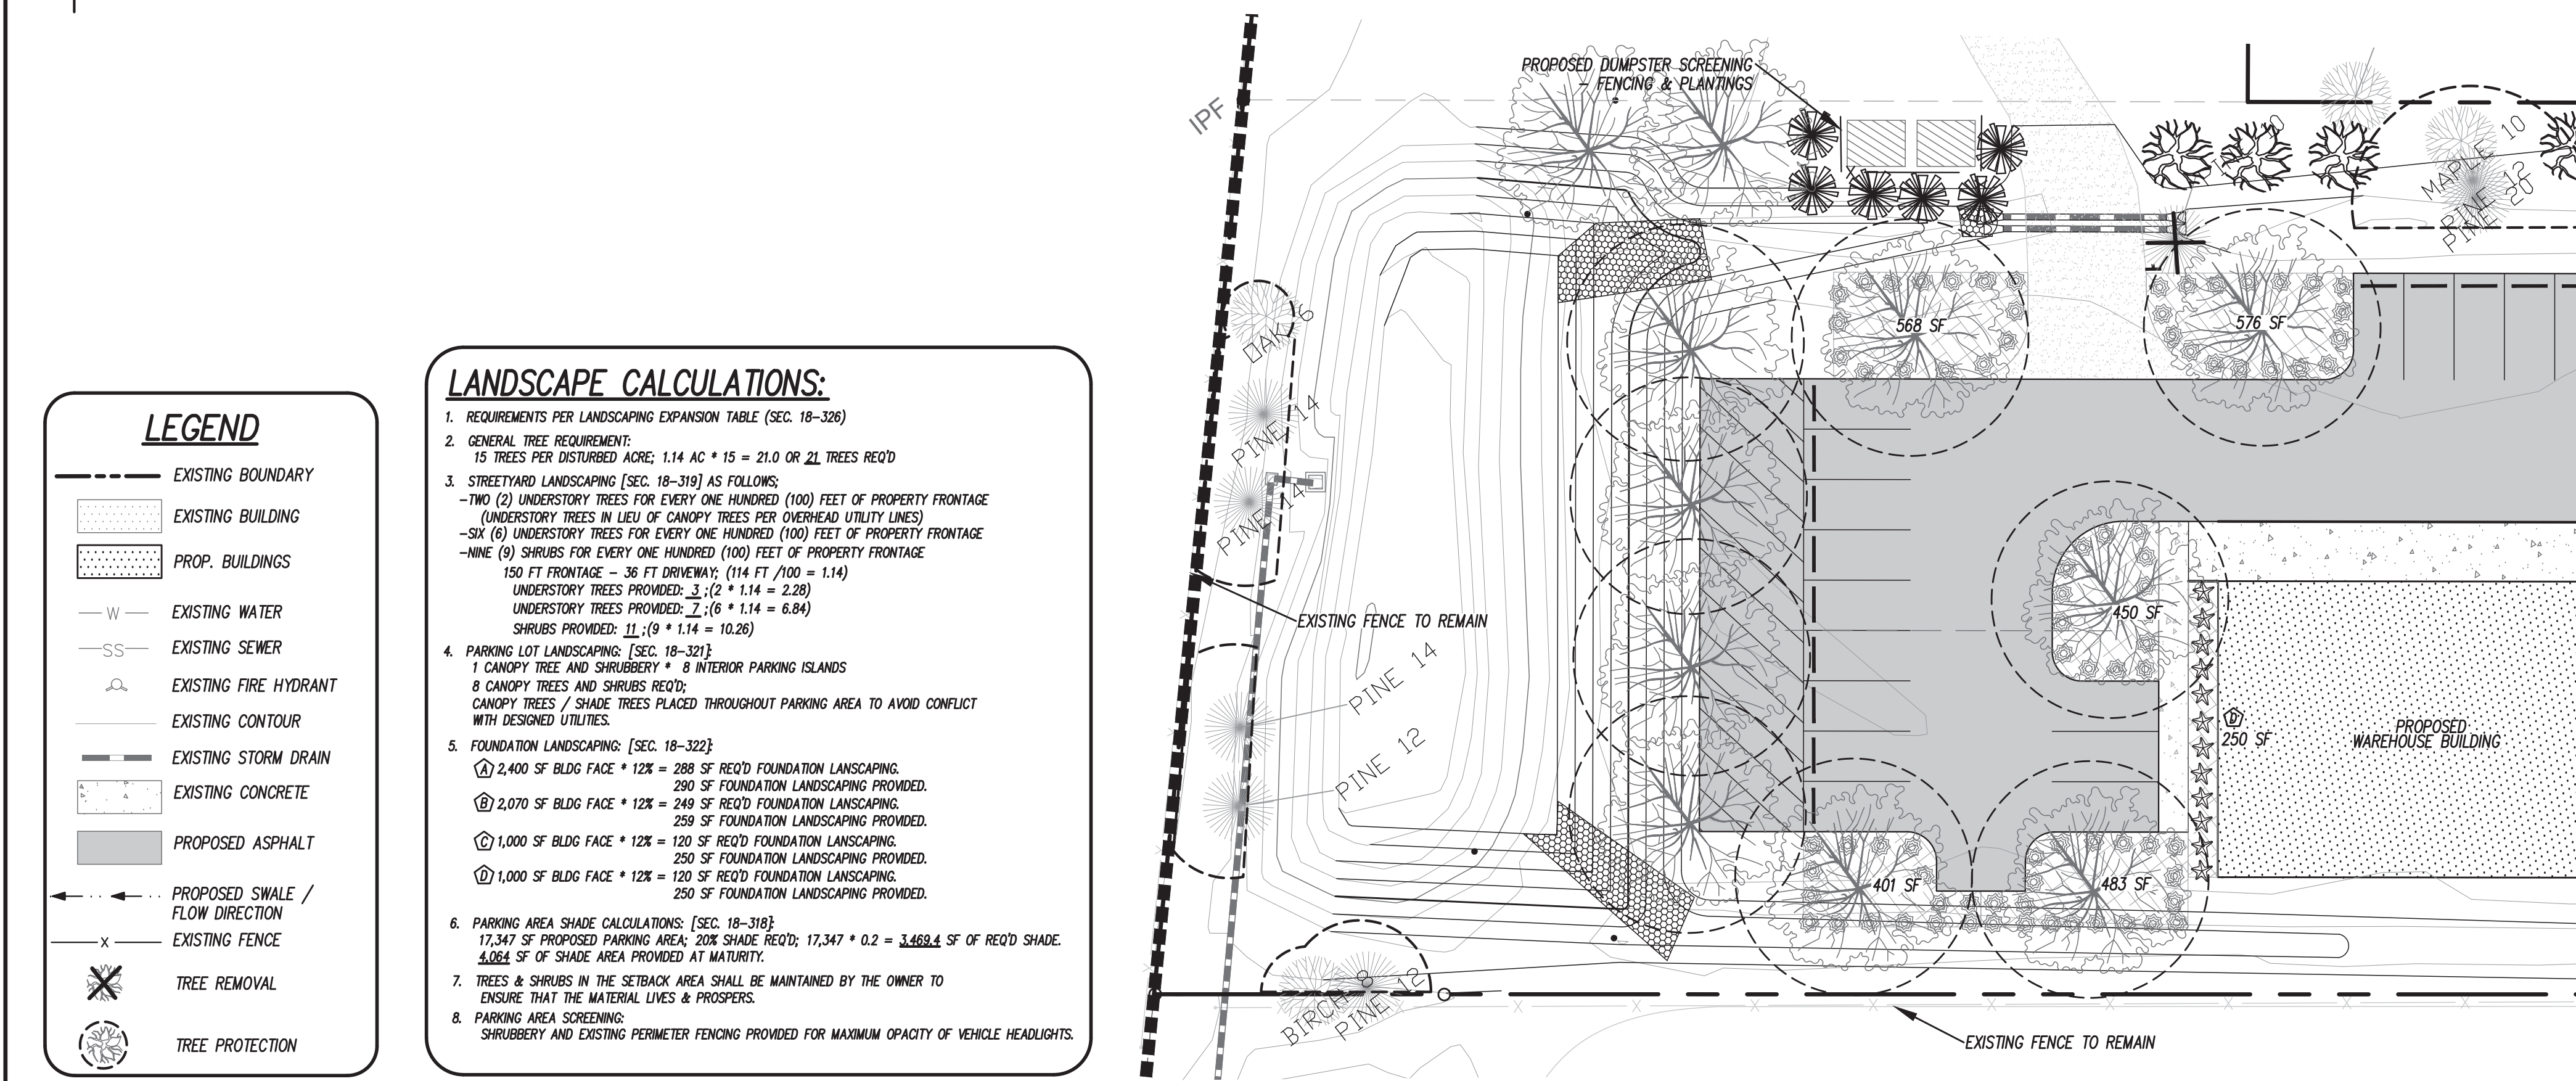 LEGEND
EXISTING BOUNDARY
EXISTING BUILDING
PROP. BUILDINGS
W
EXISTING WATER
SS
EXISTING SEWER
EXISTING FIRE HYDRANT
EXISTING CONTOUR
EXISTING STORM DRAIN
EXISTING CONCRETE
PROPOSED ASPHALT
PROPOSED SWALE /
FLOW DIRECTION
X
EXISTING FENCE
TREE REMOVAL
TREE PROTECTION
LANDSCAPE CALCULATIONS:
1. REQUIREMENTS PER LANDSCAPING EXPANSION TABLE (SEC. 18-326)
2. GENERAL TREE REQUIREMENT:
15 TREES PER DISTURBED ACRE; 1.14 AC * 15 = 21.0 OR 21 TREES REQ'D
3. STREETYARD LANDSCAPING [SEC. 18-319] AS FOLLOWS;
-TWO (2) UNDERSTORY TREES FOR EVERY ONE HUNDRED (100) FEET OF PROPERTY FRONTAGE
(UNDERSTORY TREES IN LIEU OF CANOPY TREES PER OVERHEAD UTILITY LINES)
-SIX (6) UNDERSTORY TREES FOR EVERY ONE HUNDRED (100) FEET OF PROPERTY FRONTAGE
-NINE (9) SHRUBS FOR EVERY ONE HUNDRED (100) FEET OF PROPERTY FRONTAGE
150 FT FRONTAGE - 36 FT DRIVEWAY; (114 FT /100 = 1.14)
UNDERSTORY TREES PROVIDED: 3 ;(2 * 1.14 = 2.28)
UNDERSTORY TREES PROVIDED: 7 ;(6 * 1.14 = 6.84)
SHRUBS PROVIDED: 11 ;(9 * 1.14 = 10.26)
4. PARKING LOT LANDSCAPING: [SEC. 18-321]:
1 CANOPY TREE AND SHRUBBERY * 8 INTERIOR PARKING ISLANDS
8 CANOPY TREES AND SHRUBS REQ'D;
CANOPY TREES / SHADE TREES PLACED THROUGHOUT PARKING AREA TO AVOID CONFLICT
WITH DESIGNED UTILITIES.
5. FOUNDATION LANDSCAPING: [SEC. 18-322]:
A 2,400 SF BLDG FACE * 12% = 288 SF REQ'D FOUNDATION LANSCAPING.
290 SF FOUNDATION LANDSCAPING PROVIDED.
B 2,070 SF BLDG FACE * 12% = 249 SF REQ'D FOUNDATION LANSCAPING.
259 SF FOUNDATION LANDSCAPING PROVIDED.
C 1,000 SF BLDG FACE * 12% = 120 SF REQ'D FOUNDATION LANSCAPING.
250 SF FOUNDATION LANDSCAPING PROVIDED.
D 1,000 SF BLDG FACE * 12% = 120 SF REQ'D FOUNDATION LANSCAPING.
250 SF FOUNDATION LANDSCAPING PROVIDED.
6. PARKING AREA SHADE CALCULATIONS: [SEC. 18-318]:
17,347 SF PROPOSED PARKING AREA; 20% SHADE REQ'D; 17,347 * 0.2 = 3,469.4 SF OF REQ'D SHADE.
4,064 SF OF SHADE AREA PROVIDED AT MATURITY.
7. TREES & SHRUBS IN THE SETBACK AREA SHALL BE MAINTAINED BY THE OWNER TO
ENSURE THAT THE MATERIAL LIVES & PROSPERS.
8. PARKING AREA SCREENING:
SHRUBBERY AND EXISTING PERIMETER FENCING PROVIDED FOR MAXIMUM OPACITY OF VEHICLE HEADLIGHTS.
PROPOSED DUMPSTER SCREENING
- FENCING & PLANTINGS
IPF
MAPLE 10
PINE 12
PINE 20
OAK 6
568 SF
576 SF
PINE 14
PINE 14
EXISTING FENCE TO REMAIN
450 SF
PINE 14
D
250 SF
PROPOSED
WAREHOUSE BUILDING
PINE 12
401 SF
483 SF
BIRCH 8
PINE 12
EXISTING FENCE TO REMAIN